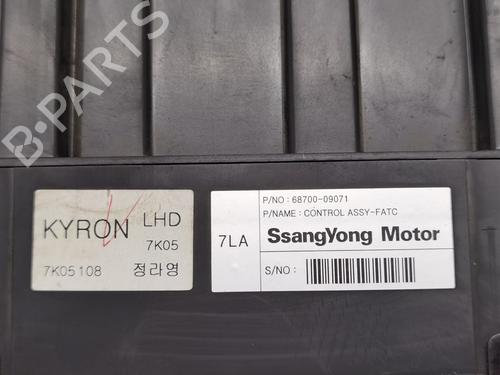 B-PARTS
KYRON LHD
7K05
7K05108 정라영
7LA
P/NO : 68700-09071
P/NAME : CONTROL ASSY-FATC
SsangYong Motor
S/NO :